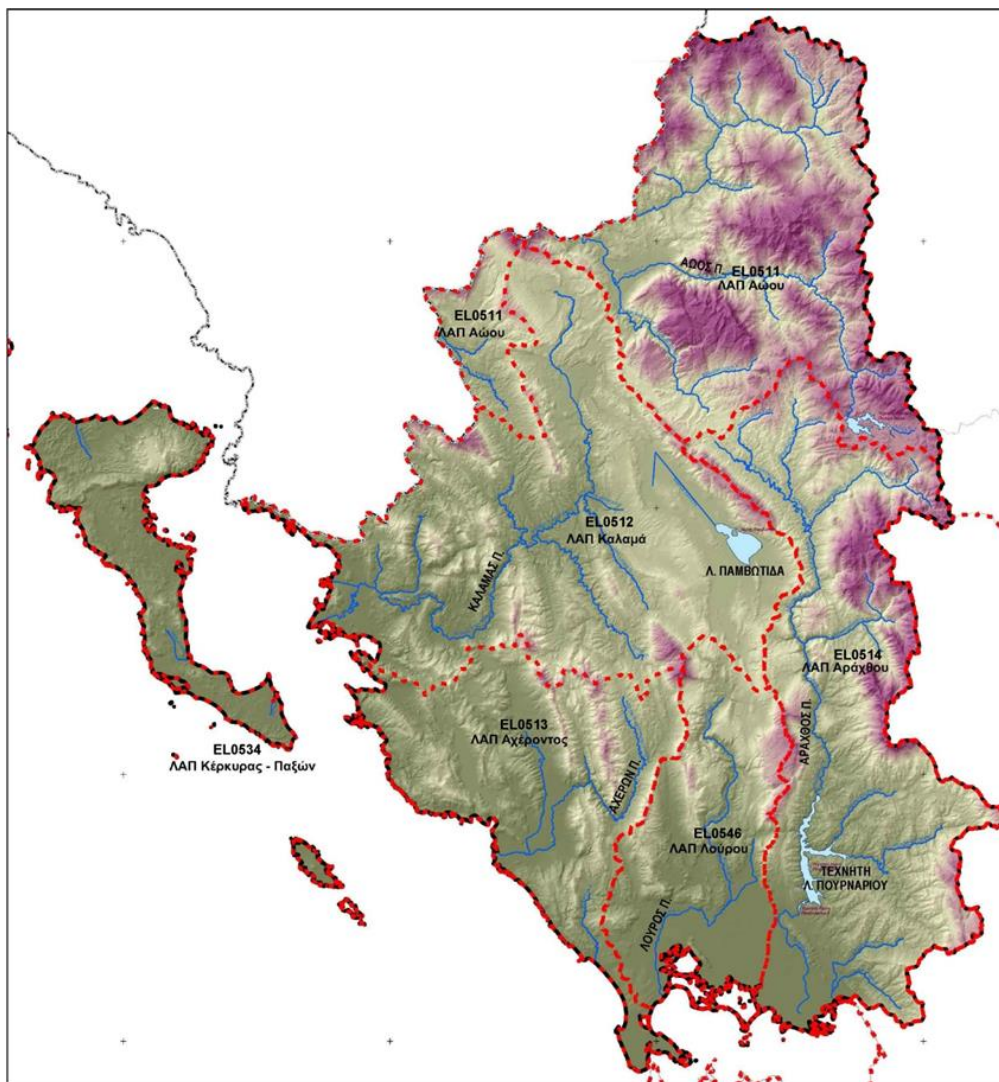 ΑΩΟΣ Π.
EL0511
ΛΑΠ Αώου
EL0511
ΛΑΠ Αώου
EL0512
ΛΑΠ Καλαμά
ΚΑΛΑΜΑΣ Π.
Λ. ΠΑΜΒΩΤΙΔΑ
EL0514
ΛΑΠ Αράχθου
ΑΡΑΧΘΟΣ Π.
EL0534
ΛΑΠ Κέρκυρας - Παξών
EL0513
ΛΑΠ Αχέροντος
ΑΧΕΡΩΝ Π.
EL0546
ΛΑΠ Λούρου
ΛΟΥΡΟΣ Π.
ΤΕΧΝΗΤΗ
Λ. ΠΟΥΡΝΑΡΙΟΥ